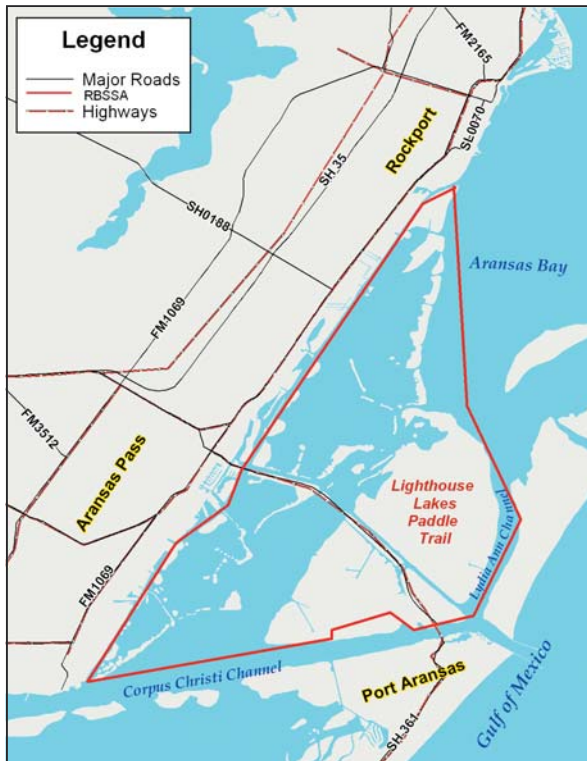 Legend
Major Roads
RBSSA
Highways
FM2165
SL0070
Rockport
SH 35
SH0188
Aransas Bay
FM1069
FM3512
Aransas Pass
Lighthouse
Lakes
Paddle
Trail
Lydia Ann Channel
FM1069
Corpus Christi Channel
Port Aransas
Gulf of Mexico
SH 361